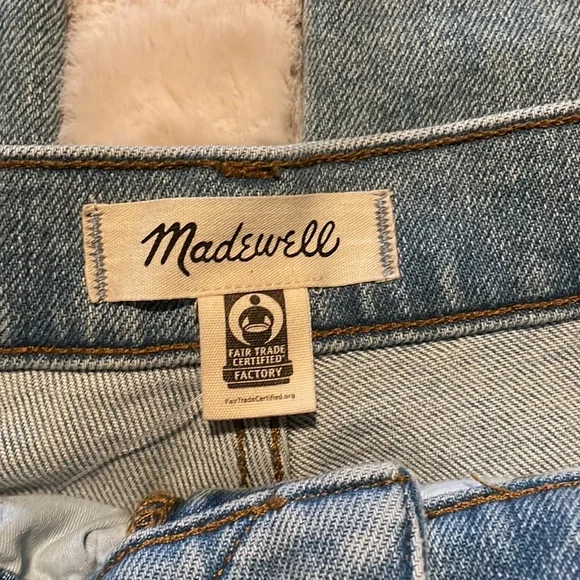 Madewell
FAIR TRADE
CERTIFIED
FACTORY
FairTradeCertified.org